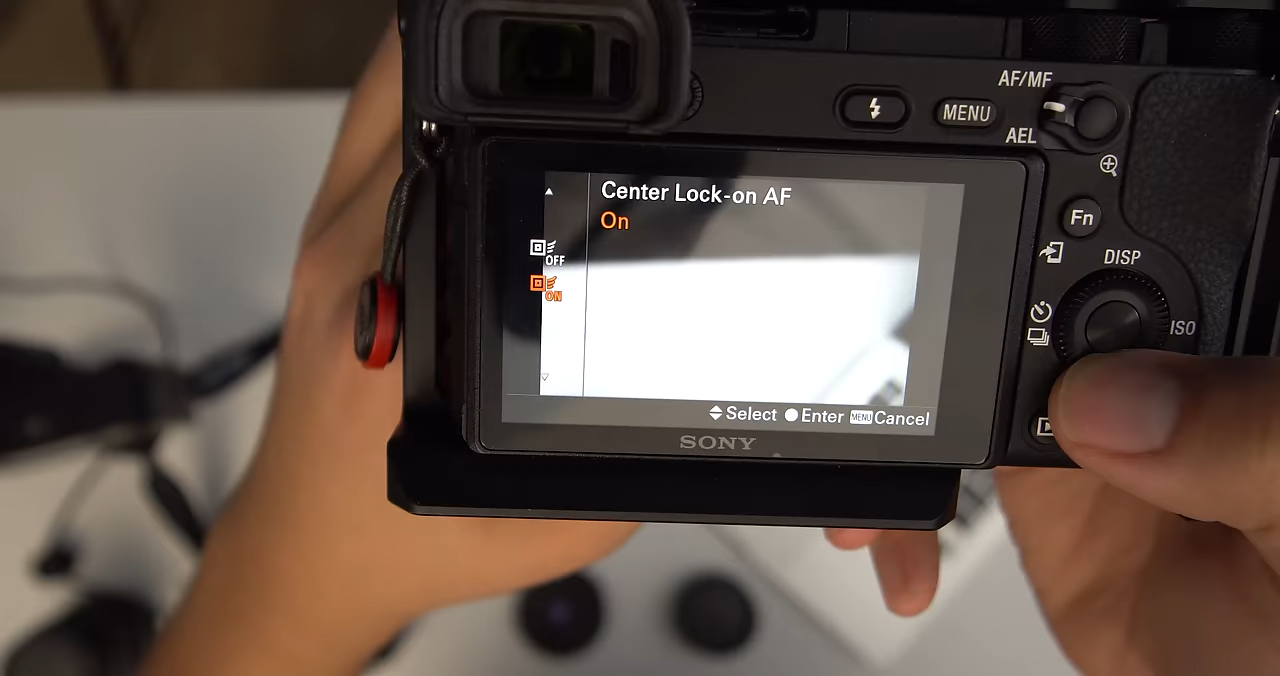 AF/MF
MENU
AEL
Fn
DISP
ISO
Center Lock-on AF
On
OFF
ON
Select Enter MENU Cancel
SONY